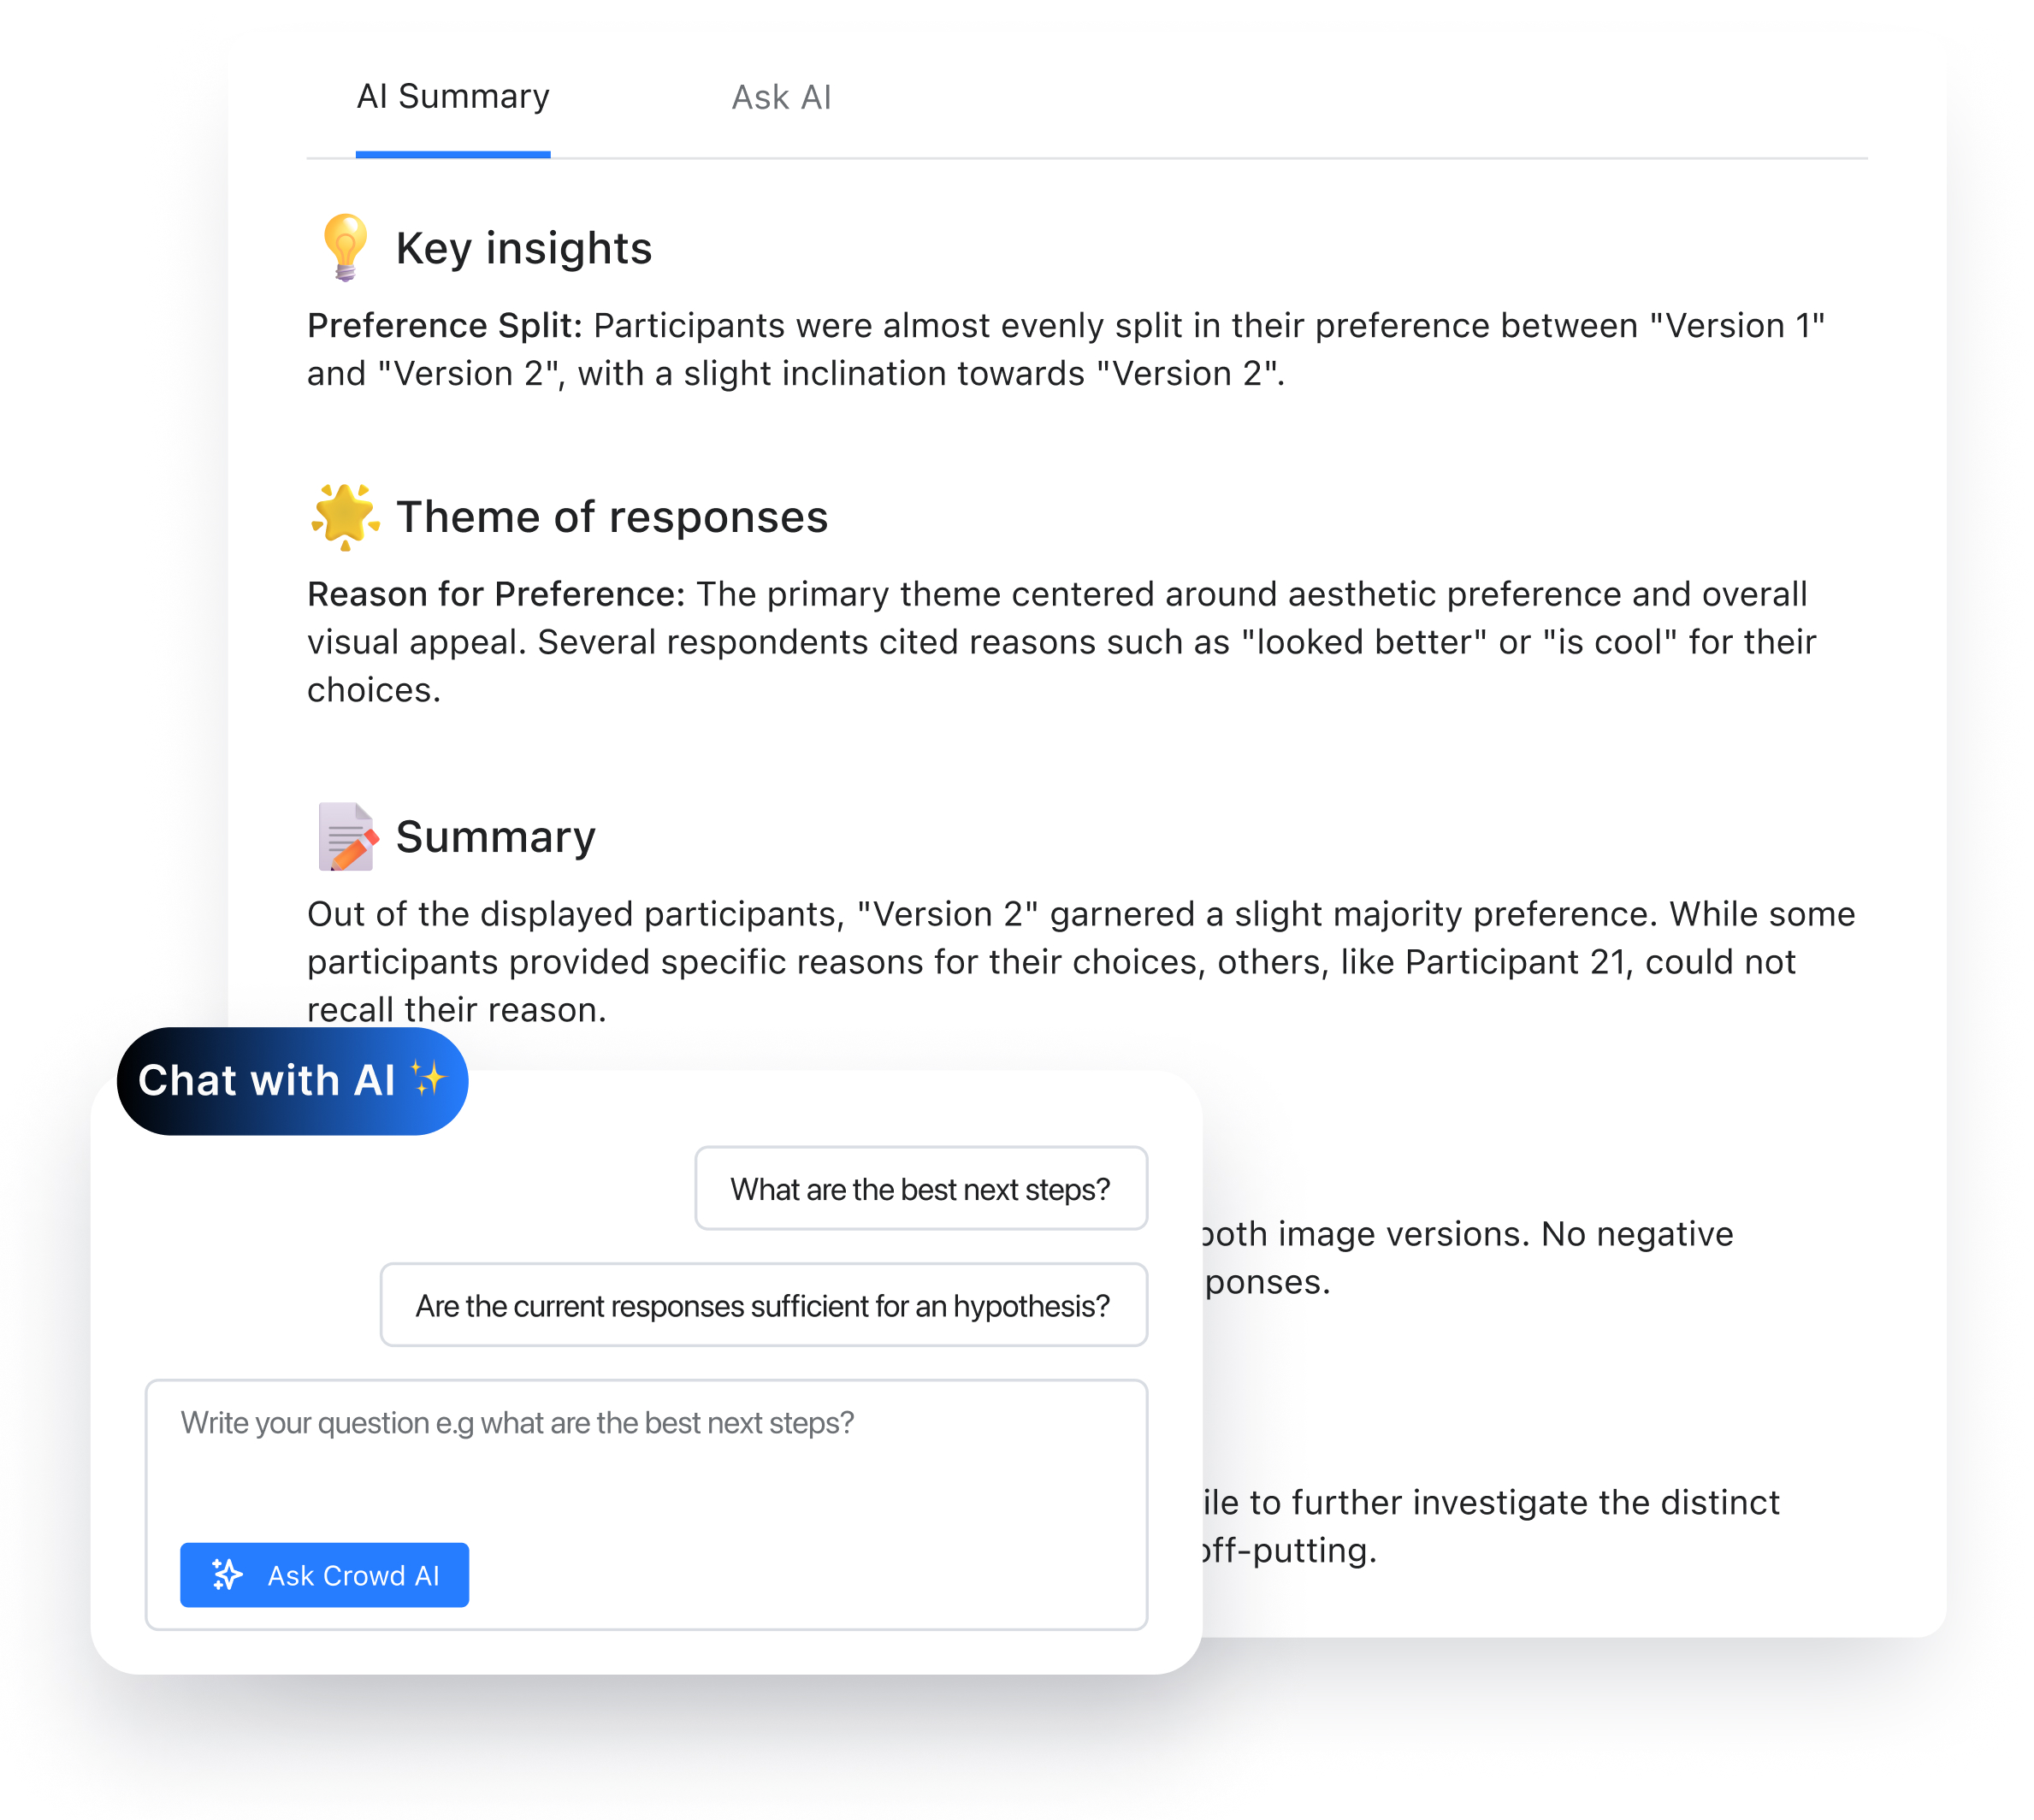 AI Summary
Ask AI
Key insights
Preference Split: Participants were almost evenly split in their preference between "Version 1"
and "Version 2", with a slight inclination towards "Version 2".
Theme of responses
Reason for Preference: The primary theme centered around aesthetic preference and overall
visual appeal. Several respondents cited reasons such as "looked better" or "is cool" for their
choices.
Summary
Out of the displayed participants, "Version 2" garnered a slight majority preference. While some
participants provided specific reasons for their choices, others, like Participant 21, could not
recall their reason.
Chat with AI ✨
What are the best next steps?
both image versions. No negative
Are the current responses sufficient for an hypothesis?
ponses.
Write your question e.g what are the best next steps?
ile to further investigate the distinct
off-putting.
Ask Crowd AI